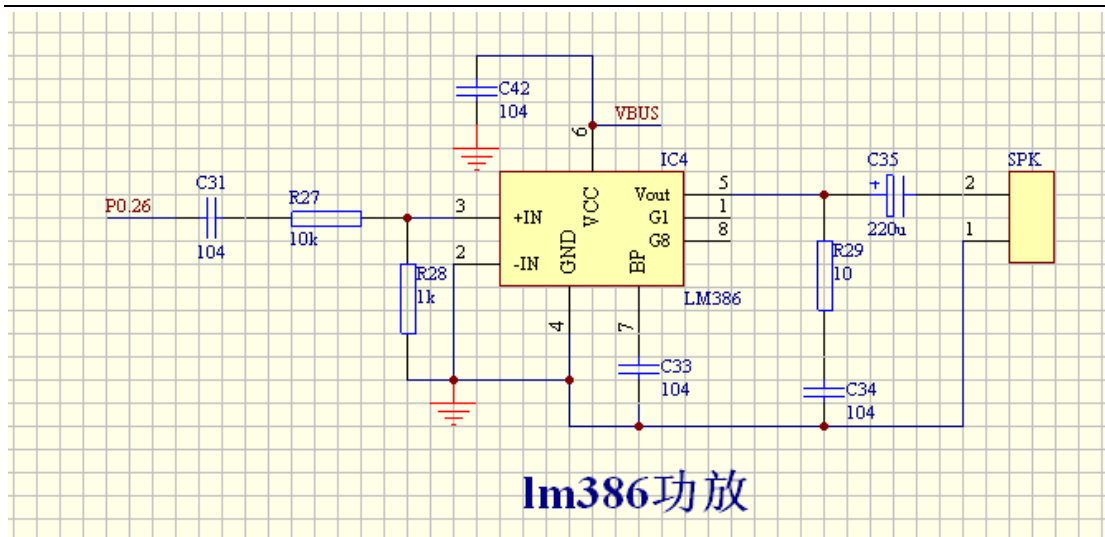 C42
104
VBUS
6
IC4
C35
SPK
C31
R27
P0.26
3
+IN
VCC
Vout
5
+
2
10k
104
G1
1
220u
G8
8
1
2
-IN
GND
BP
R28
1k
R29
10
LM386
4
7
C33
104
C34
104
lm386功放